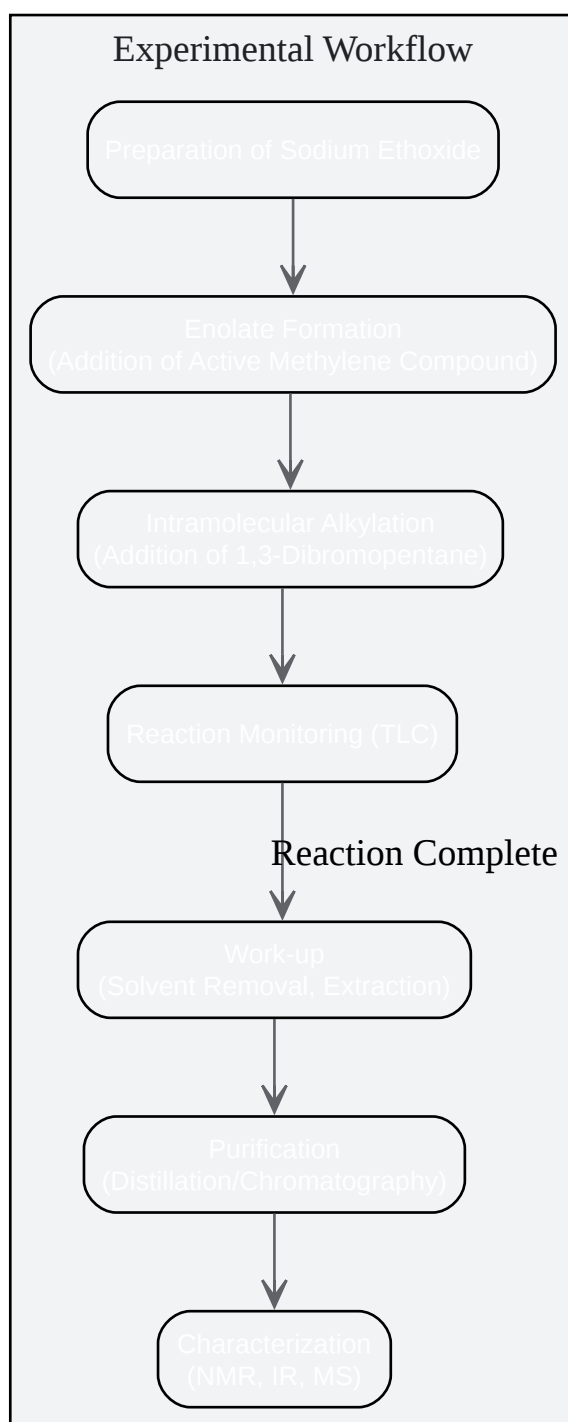 Experimental Workflow
Preparation of Sodium Ethoxide
Enolate Formation
(Addition of Active Methylene Compound)
Intramolecular Alkylation
(Addition of 1,3-Dibromopentane)
Reaction Monitoring (TLC)
Reaction Complete
Work-up
(Solvent Removal, Extraction)
Purification
(Distillation/Chromatography)
Characterization
(NMR, IR, MS)